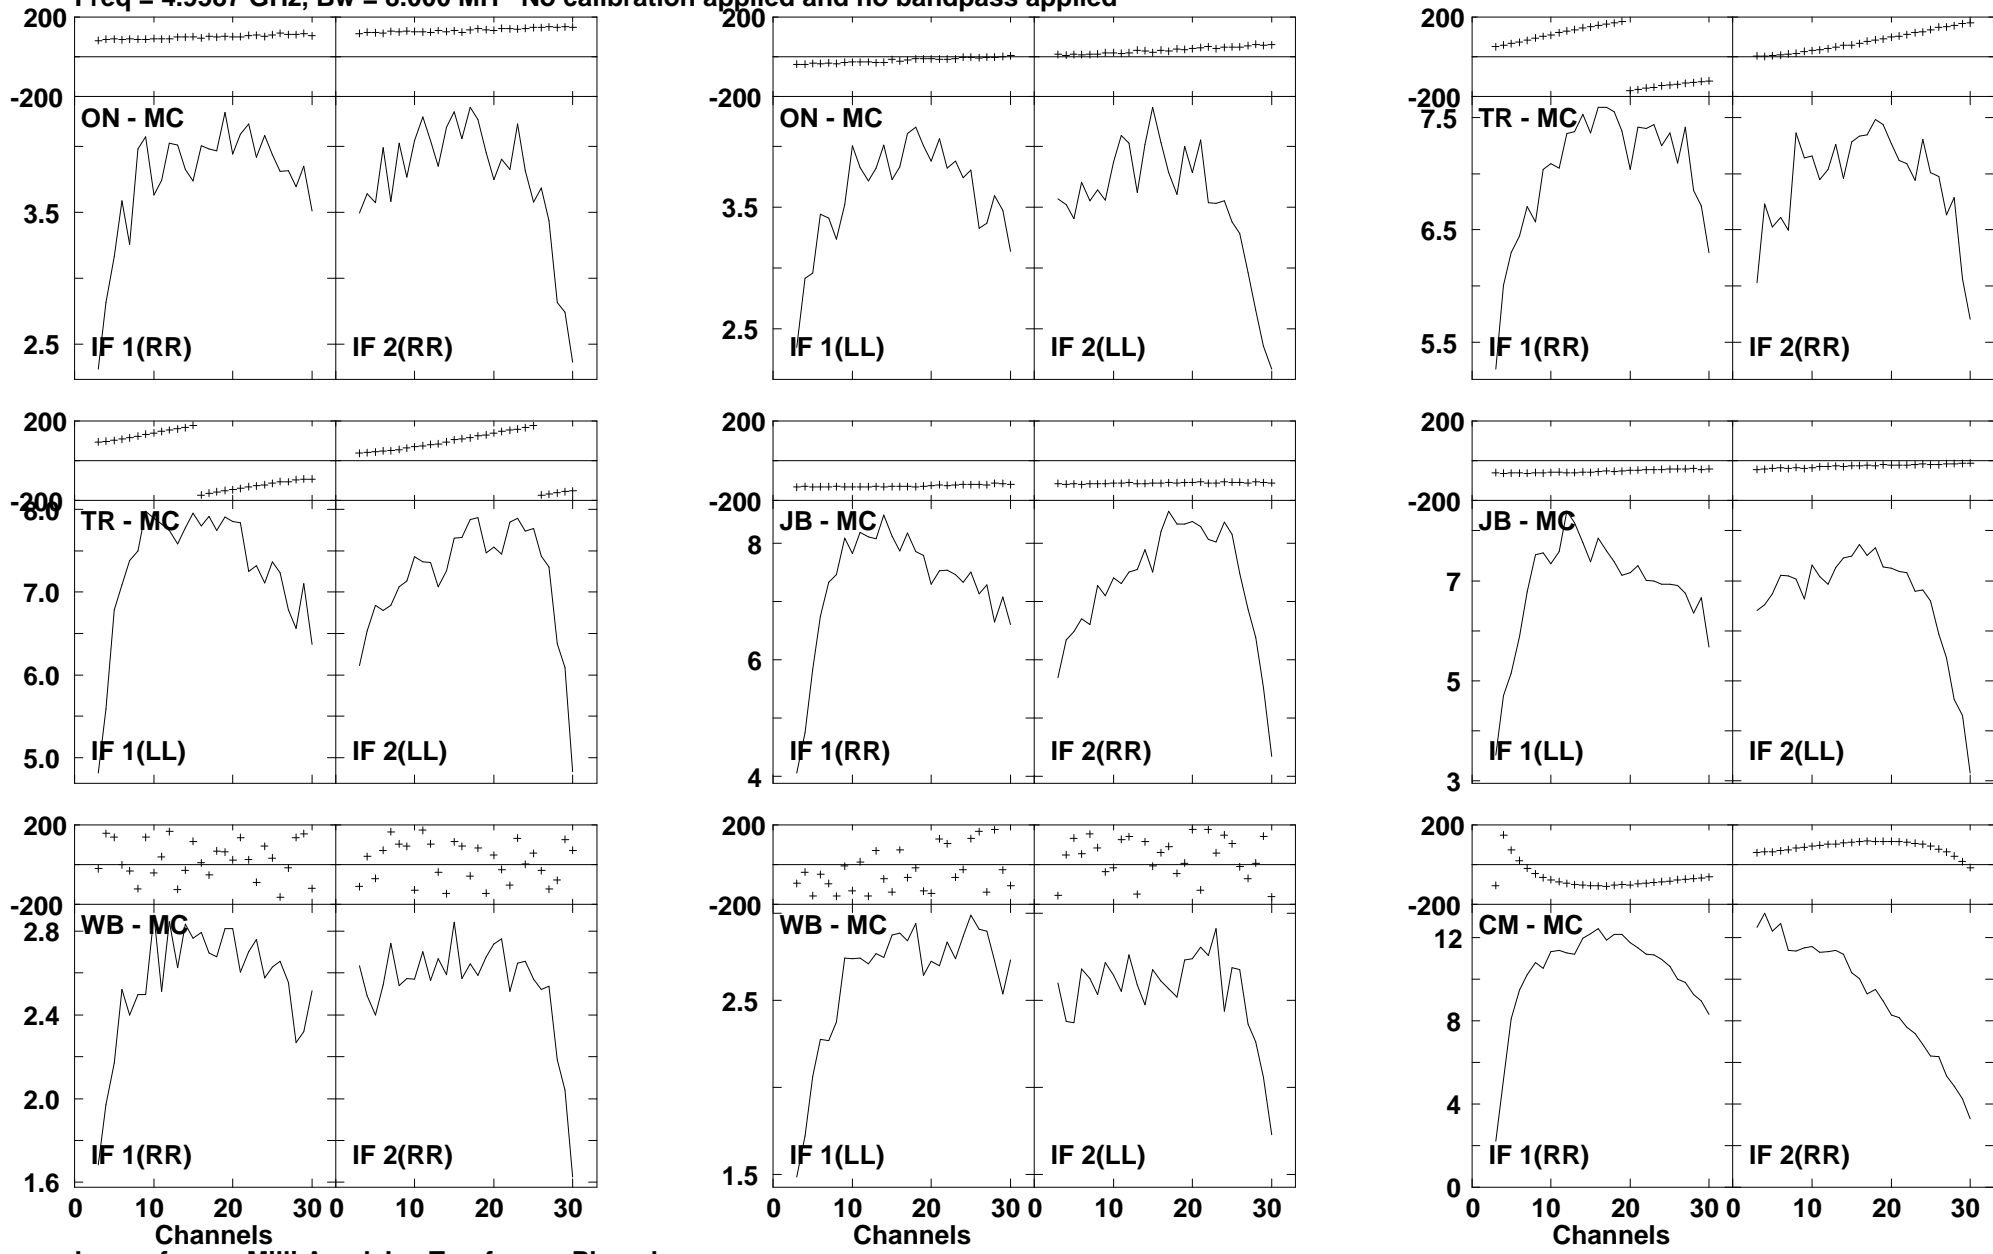 No calibration applied and no bandpass applied
200 200 200
-200 -200 -200
ON - MC ON - MC 7.5 TR - MC
3.5 3.5 6.5
2.5 2.5 5.5
IF 1(RR) IF 2(RR) IF 1(LL) IF 2(LL) IF 1(RR) IF 2(RR)
200 200 200
-200 -200 -200
8.0 TR - MC JB - MC JB - MC
8
7.0 7
6.0 6
5
5.0
IF 1(LL) IF 2(LL) IF 1(RR) IF 2(RR) IF 1(LL) IF 2(LL)
4 3
200 200 200
-200 -200 -200
2.8 WB - MC WB - MC 12 CM - MC
2.4 2.5 8
2.0 4
IF 1(RR) IF 2(RR) IF 1(LL) IF 2(LL) IF 1(RR) IF 2(RR)
1.6 1.5 0
0 10 20 30 0 10 20 30 0 10 20 30 0 10 20 30 0 10 20 30 0 10 20 30
Channels Channels Channels